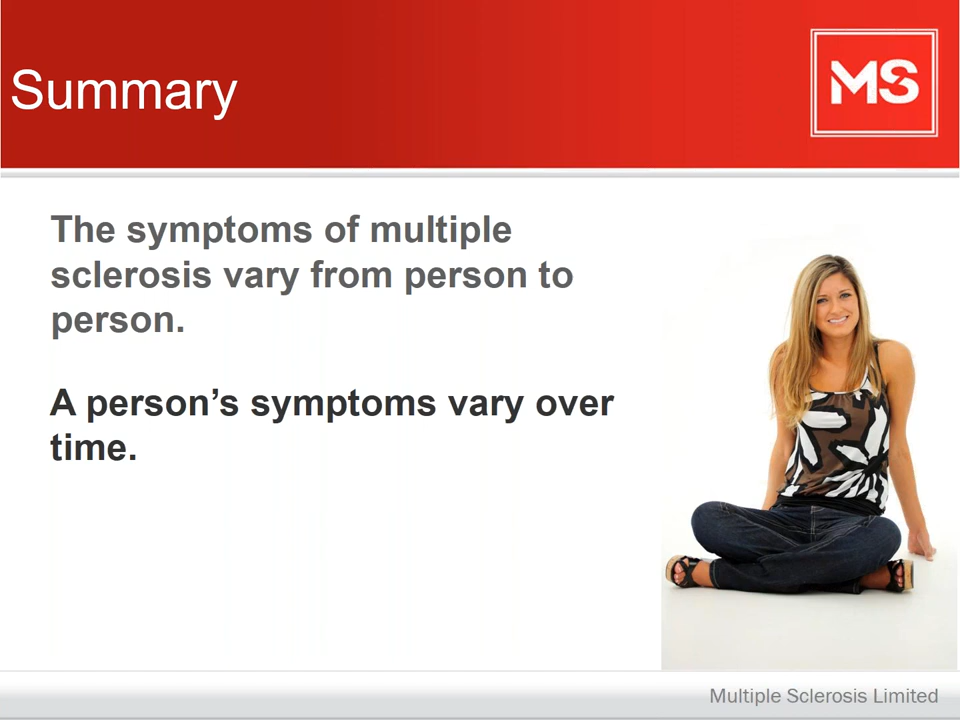 Summary
MS
The symptoms of multiple
sclerosis vary from person to
person.
A person’s symptoms vary over
time.
Multiple Sclerosis Limited